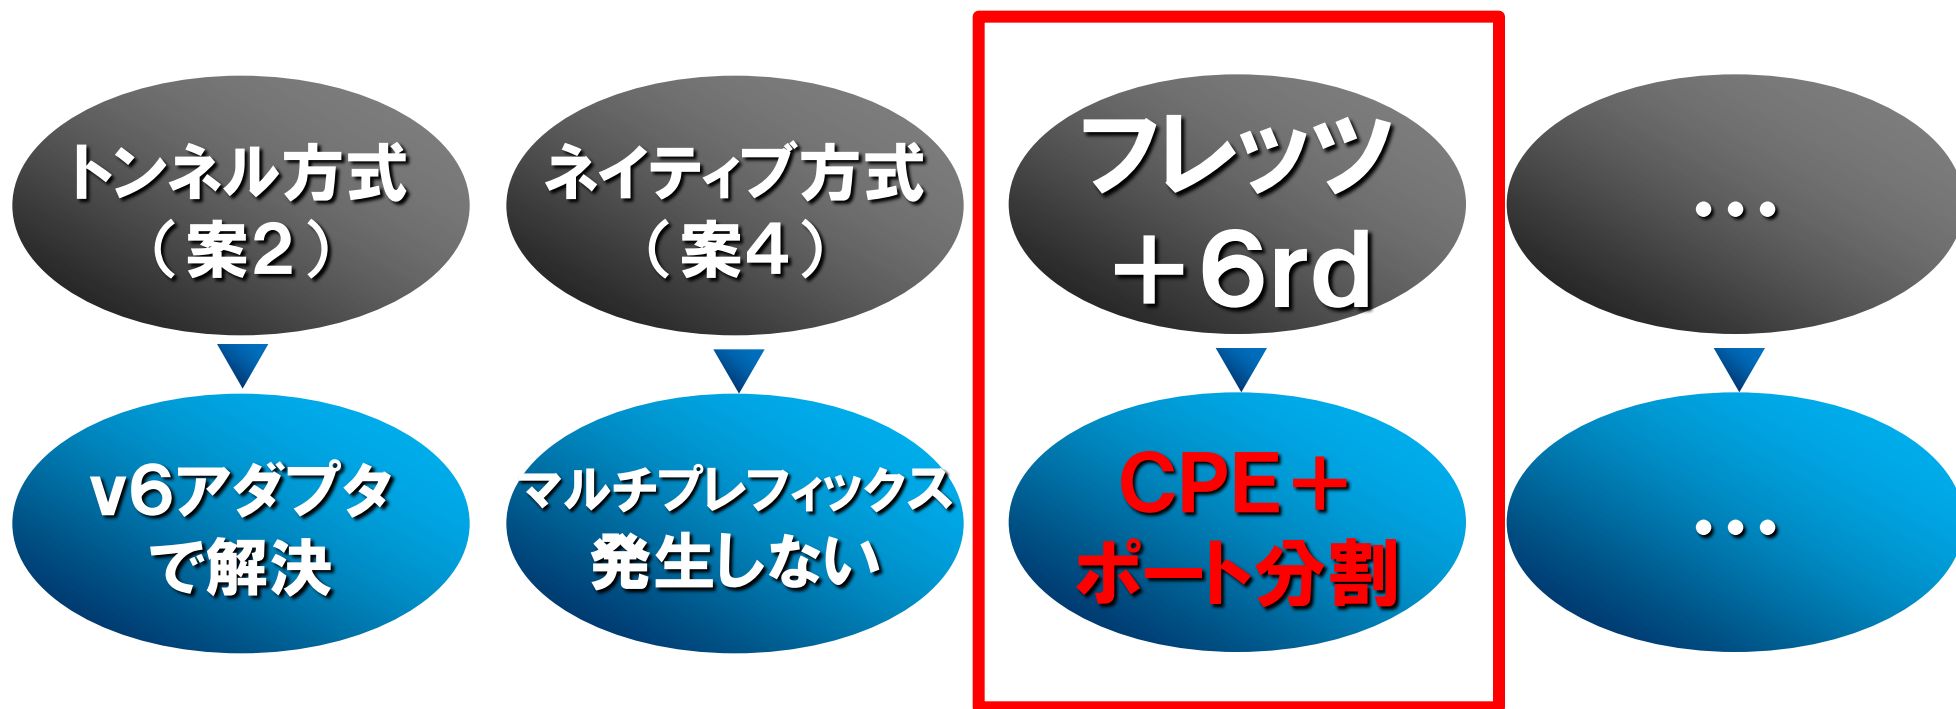 トンネル方式
（案２）
ネイティブ方式
（案４）
フレッツ
＋6rd
…
v6アダプタ
で解決
マルチプレフィックス
発生しない
CPE＋
ポート分割
…